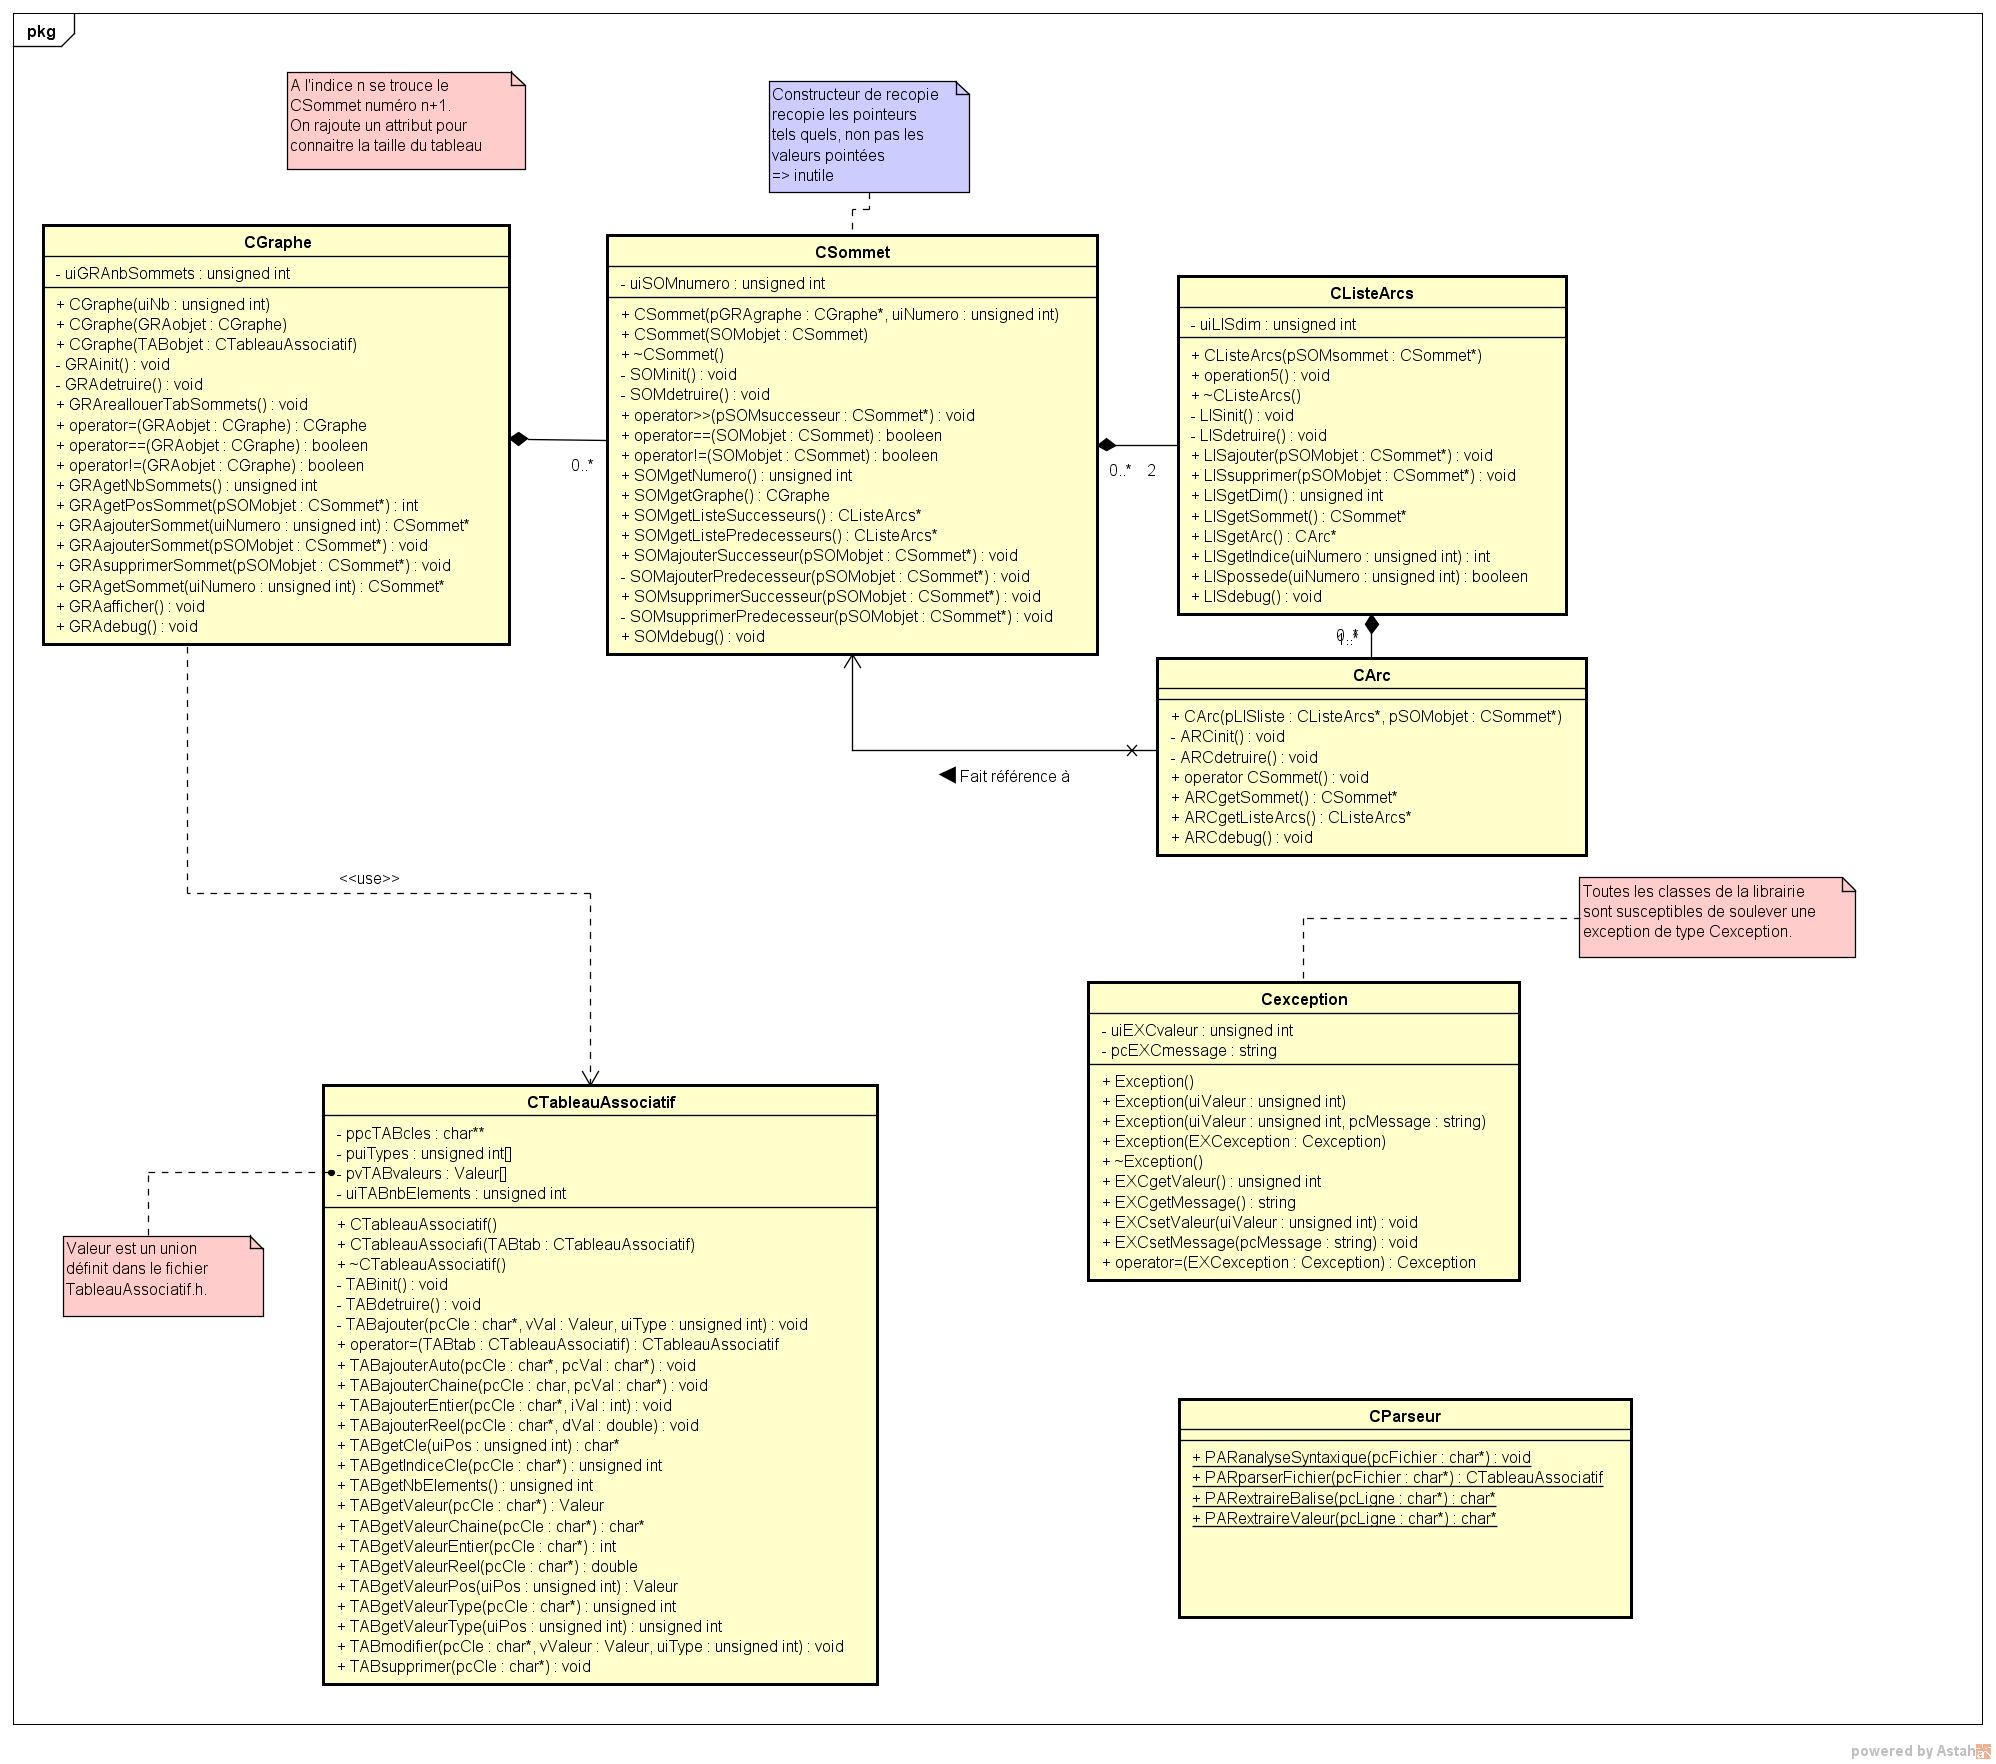 pkg
A l'indice n se trouce le
CSommet numéro n+1.
On rajoute un attribut pour
connaitre la taille du tableau
Constructeur de recopie
recopie les pointeurs
tels quels, non pas les
valeurs pointées
=> inutile
CGraphe
- uiGRAnbSommets : unsigned int
+ CGraphe(uiNb : unsigned int)
+ CGraphe(GRAobjet : CGraphe)
+ CGraphe(TABobjet : CTableauAssociatif)
- GRAinit() : void
- GRAdetruire() : void
+ GRAreallouerTabSommets() : void
+ operator=(GRAobjet : CGraphe) : CGraphe
+ operator==(GRAobjet : CGraphe) : booleen
+ operator!=(GRAobjet : CGraphe) : booleen
+ GRAgetNbSommets() : unsigned int
+ GRAgetPosSommet(pSOMobjet : CSommet*) : int
+ GRAajouterSommet(uiNumero : unsigned int) : CSommet*
+ GRAajouterSommet(pSOMobjet : CSommet*) : void
+ GRAsupprimerSommet(pSOMobjet : CSommet*) : void
+ GRAgetSommet(uiNumero : unsigned int) : CSommet*
+ GRAafficher() : void
+ GRAdebug() : void
0..*
CSommet
- uiSOMnumero : unsigned int
+ CSommet(pGRAgraphe : CGraphe*, uiNumero : unsigned int)
+ CSommet(SOMobjet : CSommet)
+ ~CSommet()
- SOMinit() : void
- SOMdetruire() : void
+ operator>>(pSOMsuccesseur : CSommet*) : void
+ operator==(SOMobjet : CSommet) : booleen
+ operator!=(SOMobjet : CSommet) : booleen
+ SOMgetNumero() : unsigned int
+ SOMgetGraphe() : CGraphe
+ SOMgetListeSuccesseurs() : CListeArcs*
+ SOMgetListePredecesseurs() : CListeArcs*
+ SOMajouterSuccesseur(pSOMobjet : CSommet*) : void
- SOMajouterPredecesseur(pSOMobjet : CSommet*) : void
+ SOMsupprimerSuccesseur(pSOMobjet : CSommet*) : void
- SOMsupprimerPredecesseur(pSOMobjet : CSommet*) : void
+ SOMdebug() : void
0..* 2
CListeArcs
- uiLISdim : unsigned int
+ CListeArcs(pSOMsommet : CSommet*)
+ operation5() : void
+ ~CListeArcs()
- LISinit() : void
- LISdetruire() : void
+ LISajouter(pSOMobjet : CSommet*) : void
+ LISsupprimer(pSOMobjet : CSommet*) : void
+ LISgetDim() : unsigned int
+ LISgetSommet() : CSommet*
+ LISgetArc() : CArc*
+ LISgetIndice(uiNumero : unsigned int) : int
+ LISpossede(uiNumero : unsigned int) : booleen
+ LISdebug() : void
CArc
+ CArc(pLISliste : CListeArcs*, pSOMobjet : CSommet*)
- ARCinit() : void
- ARCdetruire() : void
+ operator CSommet() : void
+ ARCgetSommet() : CSommet*
+ ARCgetListeArcs() : CListeArcs*
+ ARCdebug() : void
Fait référence à
<<use>>
Toutes les classes de la librairie
sont susceptibles de soulever une
exception de type Cexception.
Cexception
- uiEXCvaleur : unsigned int
- pcEXCmessage : string
+ Exception()
+ Exception(uiValeur : unsigned int)
+ Exception(uiValeur : unsigned int, pcMessage : string)
+ Exception(EXCexception : Cexception)
+ ~Exception()
+ EXCgetValeur() : unsigned int
+ EXCgetMessage() : string
+ EXCsetValeur(uiValeur : unsigned int) : void
+ EXCsetMessage(pcMessage : string) : void
+ operator=(EXCexception : Cexception) : Cexception
CTableauAssociatif
- ppcTABcles : char**
- puiTypes : unsigned int[]
- pvTABvaleurs : Valeur[]
- uiTABnbElements : unsigned int
+ CTableauAssociatif()
+ CTableauAssociafi(TABtab : CTableauAssociatif)
+ ~CTableauAssociatif()
- TABinit() : void
- TABdetruire() : void
- TABajouter(pcCle : char*, vVal : Valeur, uiType : unsigned int) : void
+ operator=(TABtab : CTableauAssociatif) : CTableauAssociatif
+ TABajouterAuto(pcCle : char*, pcVal : char*) : void
+ TABajouterChaine(pcCle : char, pcVal : char*) : void
+ TABajouterEntier(pcCle : char*, iVal : int) : void
+ TABajouterReel(pcCle : char*, dVal : double) : void
+ TABgetCle(uiPos : unsigned int) : char*
+ TABgetIndiceCle(pcCle : char*) : unsigned int
+ TABgetNbElements() : unsigned int
+ TABgetValeur(pcCle : char*) : Valeur
+ TABgetValeurChaine(pcCle : char*) : char*
+ TABgetValeurEntier(pcCle : char*) : int
+ TABgetValeurReel(pcCle : char*) : double
+ TABgetValeurPos(uiPos : unsigned int) : Valeur
+ TABgetValeurType(pcCle : char*) : unsigned int
+ TABgetValeurType(uiPos : unsigned int) : unsigned int
+ TABmodifier(pcCle : char*, vValeur : Valeur, uiType : unsigned int) : void
+ TABsupprimer(pcCle : char*) : void
Valeur est un union
définit dans le fichier
TableauAssociatif.h.
CParseur
+ PARanalyseSyntaxique(pcFichier : char*) : void
+ PARparserFichier(pcFichier : char*) : CTableauAssociatif
+ PARextraireBalise(pcLigne : char*) : char*
+ PARextraireValeur(pcLigne : char*) : char*
powered by Astah